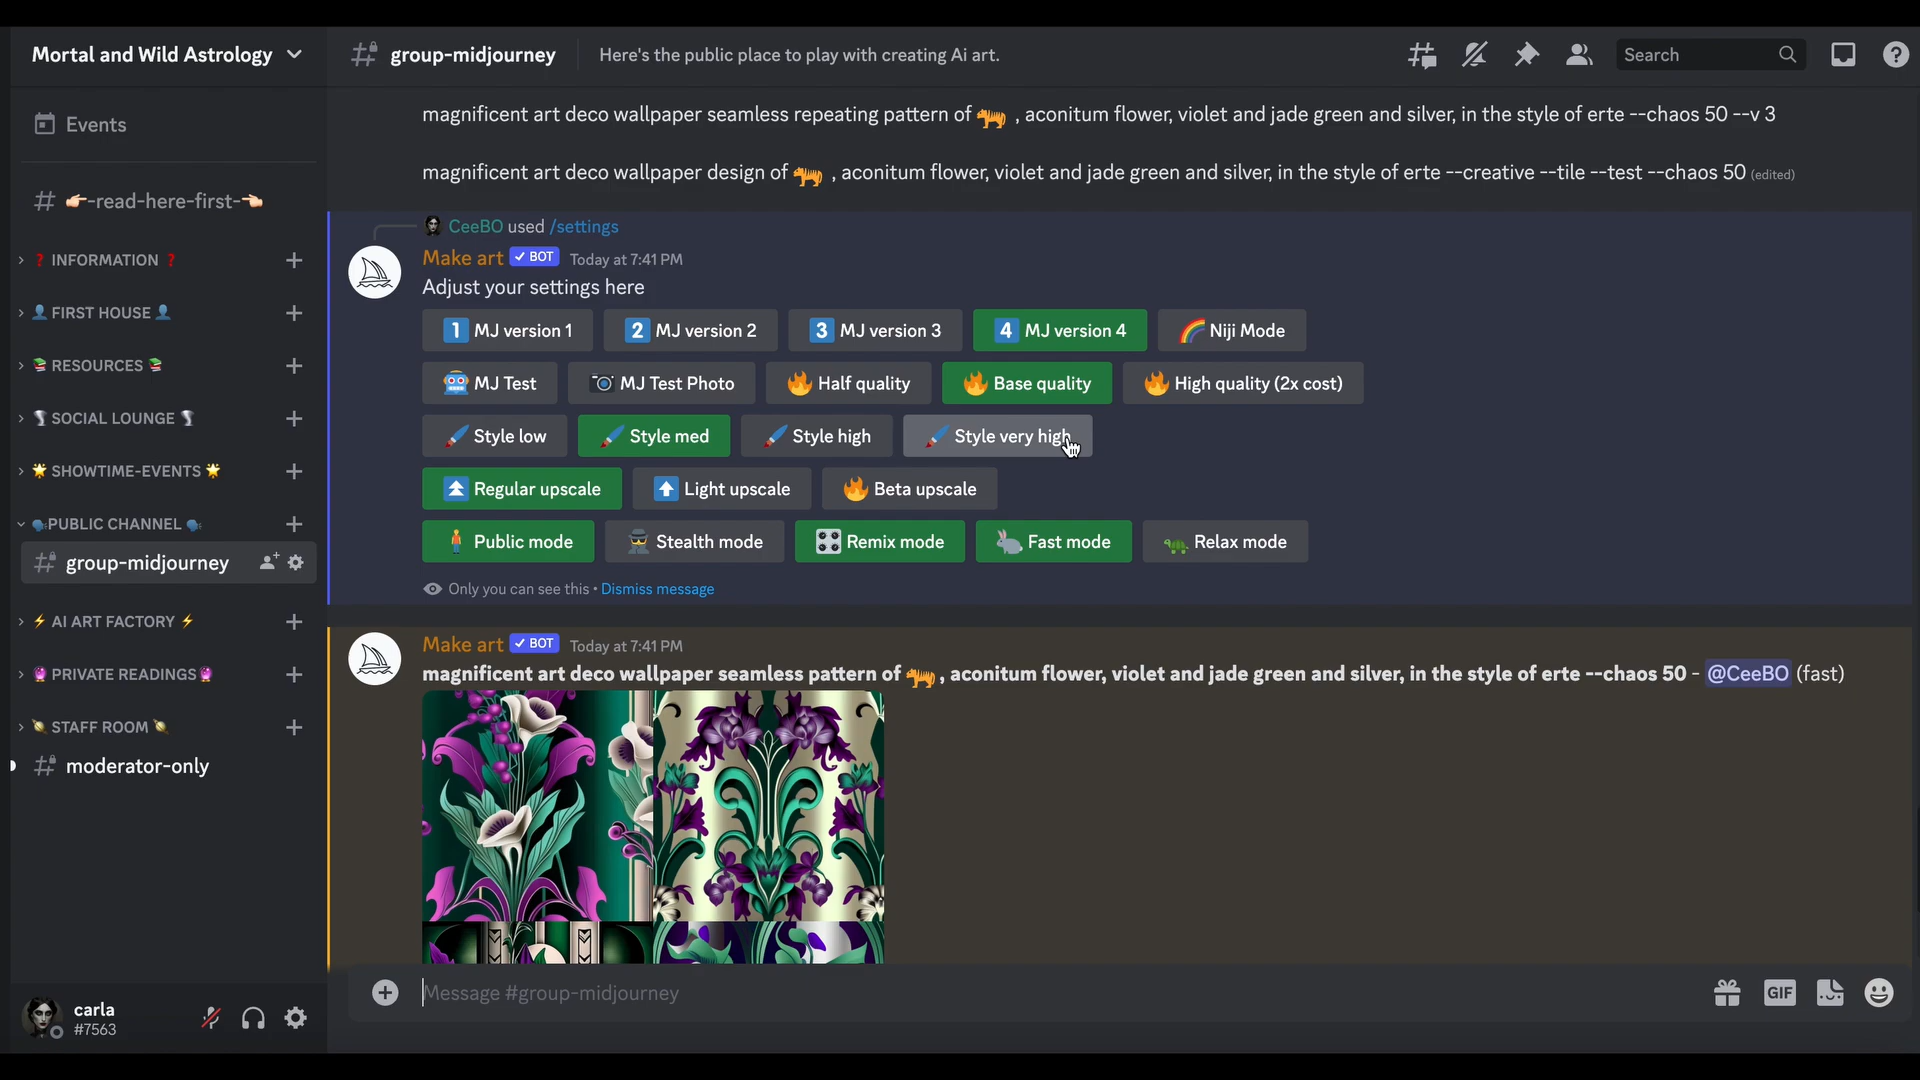 Mortal and Wild Astrology
Events
👉🏻-read-here-first-👈🏻
❓ INFORMATION ❓
👤 FIRST HOUSE 👤
📚 RESOURCES 📚
🌪 SOCIAL LOUNGE 🌪
🌟 SHOWTIME-EVENTS 🌟
🗣PUBLIC CHANNEL 🗣
group-midjourney
⚡ AI ART FACTORY ⚡
🔮 PRIVATE READINGS🔮
STAFF ROOM
moderator-only
carla
#7563
group-midjourney
Here's the public place to play with creating Ai art.
Search
magnificent art deco wallpaper seamless repeating pattern of 🐅 , aconitum flower, violet and jade green and silver, in the style of erte --chaos 50 --v 3
magnificent art deco wallpaper design of 🐅 , aconitum flower, violet and jade green and silver, in the style of erte --creative --tile --test --chaos 50 (edited)
CeeBO used /settings
Make art ✓ BOT Today at 7:41 PM
Adjust your settings here
1 MJ version 1 2 MJ version 2 3 MJ version 3 4 MJ version 4 🌈 Niji Mode
🤖 MJ Test 📷 MJ Test Photo 🔥 Half quality 🔥 Base quality 🔥 High quality (2x cost)
🖌 Style low 🖌 Style med 🖌 Style high 🖌 Style very high
⏫ Regular upscale ⬆ Light upscale 🔥 Beta upscale
🧍 Public mode 🕵 Stealth mode 🎛 Remix mode 🐇 Fast mode 🐢 Relax mode
Only you can see this • Dismiss message
Make art ✓ BOT Today at 7:41 PM
magnificent art deco wallpaper seamless pattern of 🐅 , aconitum flower, violet and jade green and silver, in the style of erte --chaos 50 - @CeeBO (fast)
Message #group-midjourney
GIF